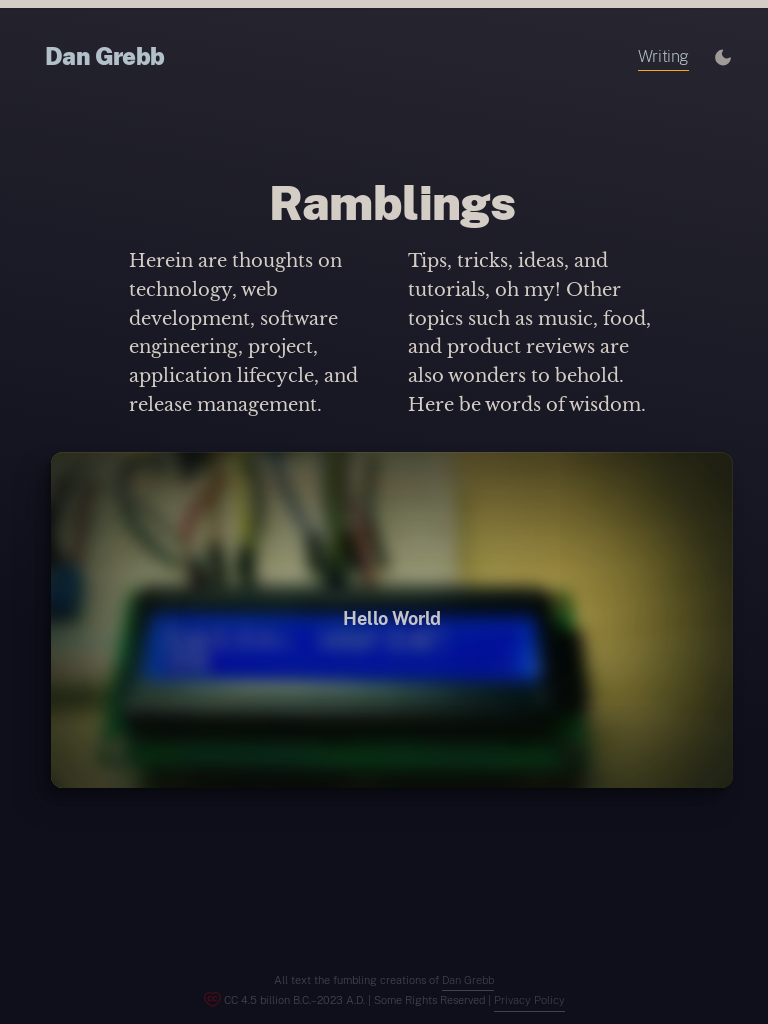 Dan Grebb
Writing
Ramblings
Herein are thoughts on
technology, web
development, software
engineering, project,
application lifecycle, and
release management.
Tips, tricks, ideas, and
tutorials, oh my! Other
topics such as music, food,
and product reviews are
also wonders to behold.
Here be words of wisdom.
Hello World
All text the fumbling creations of Dan Grebb
CC 4.5 billion B.C.–2023 A.D. | Some Rights Reserved | Privacy Policy